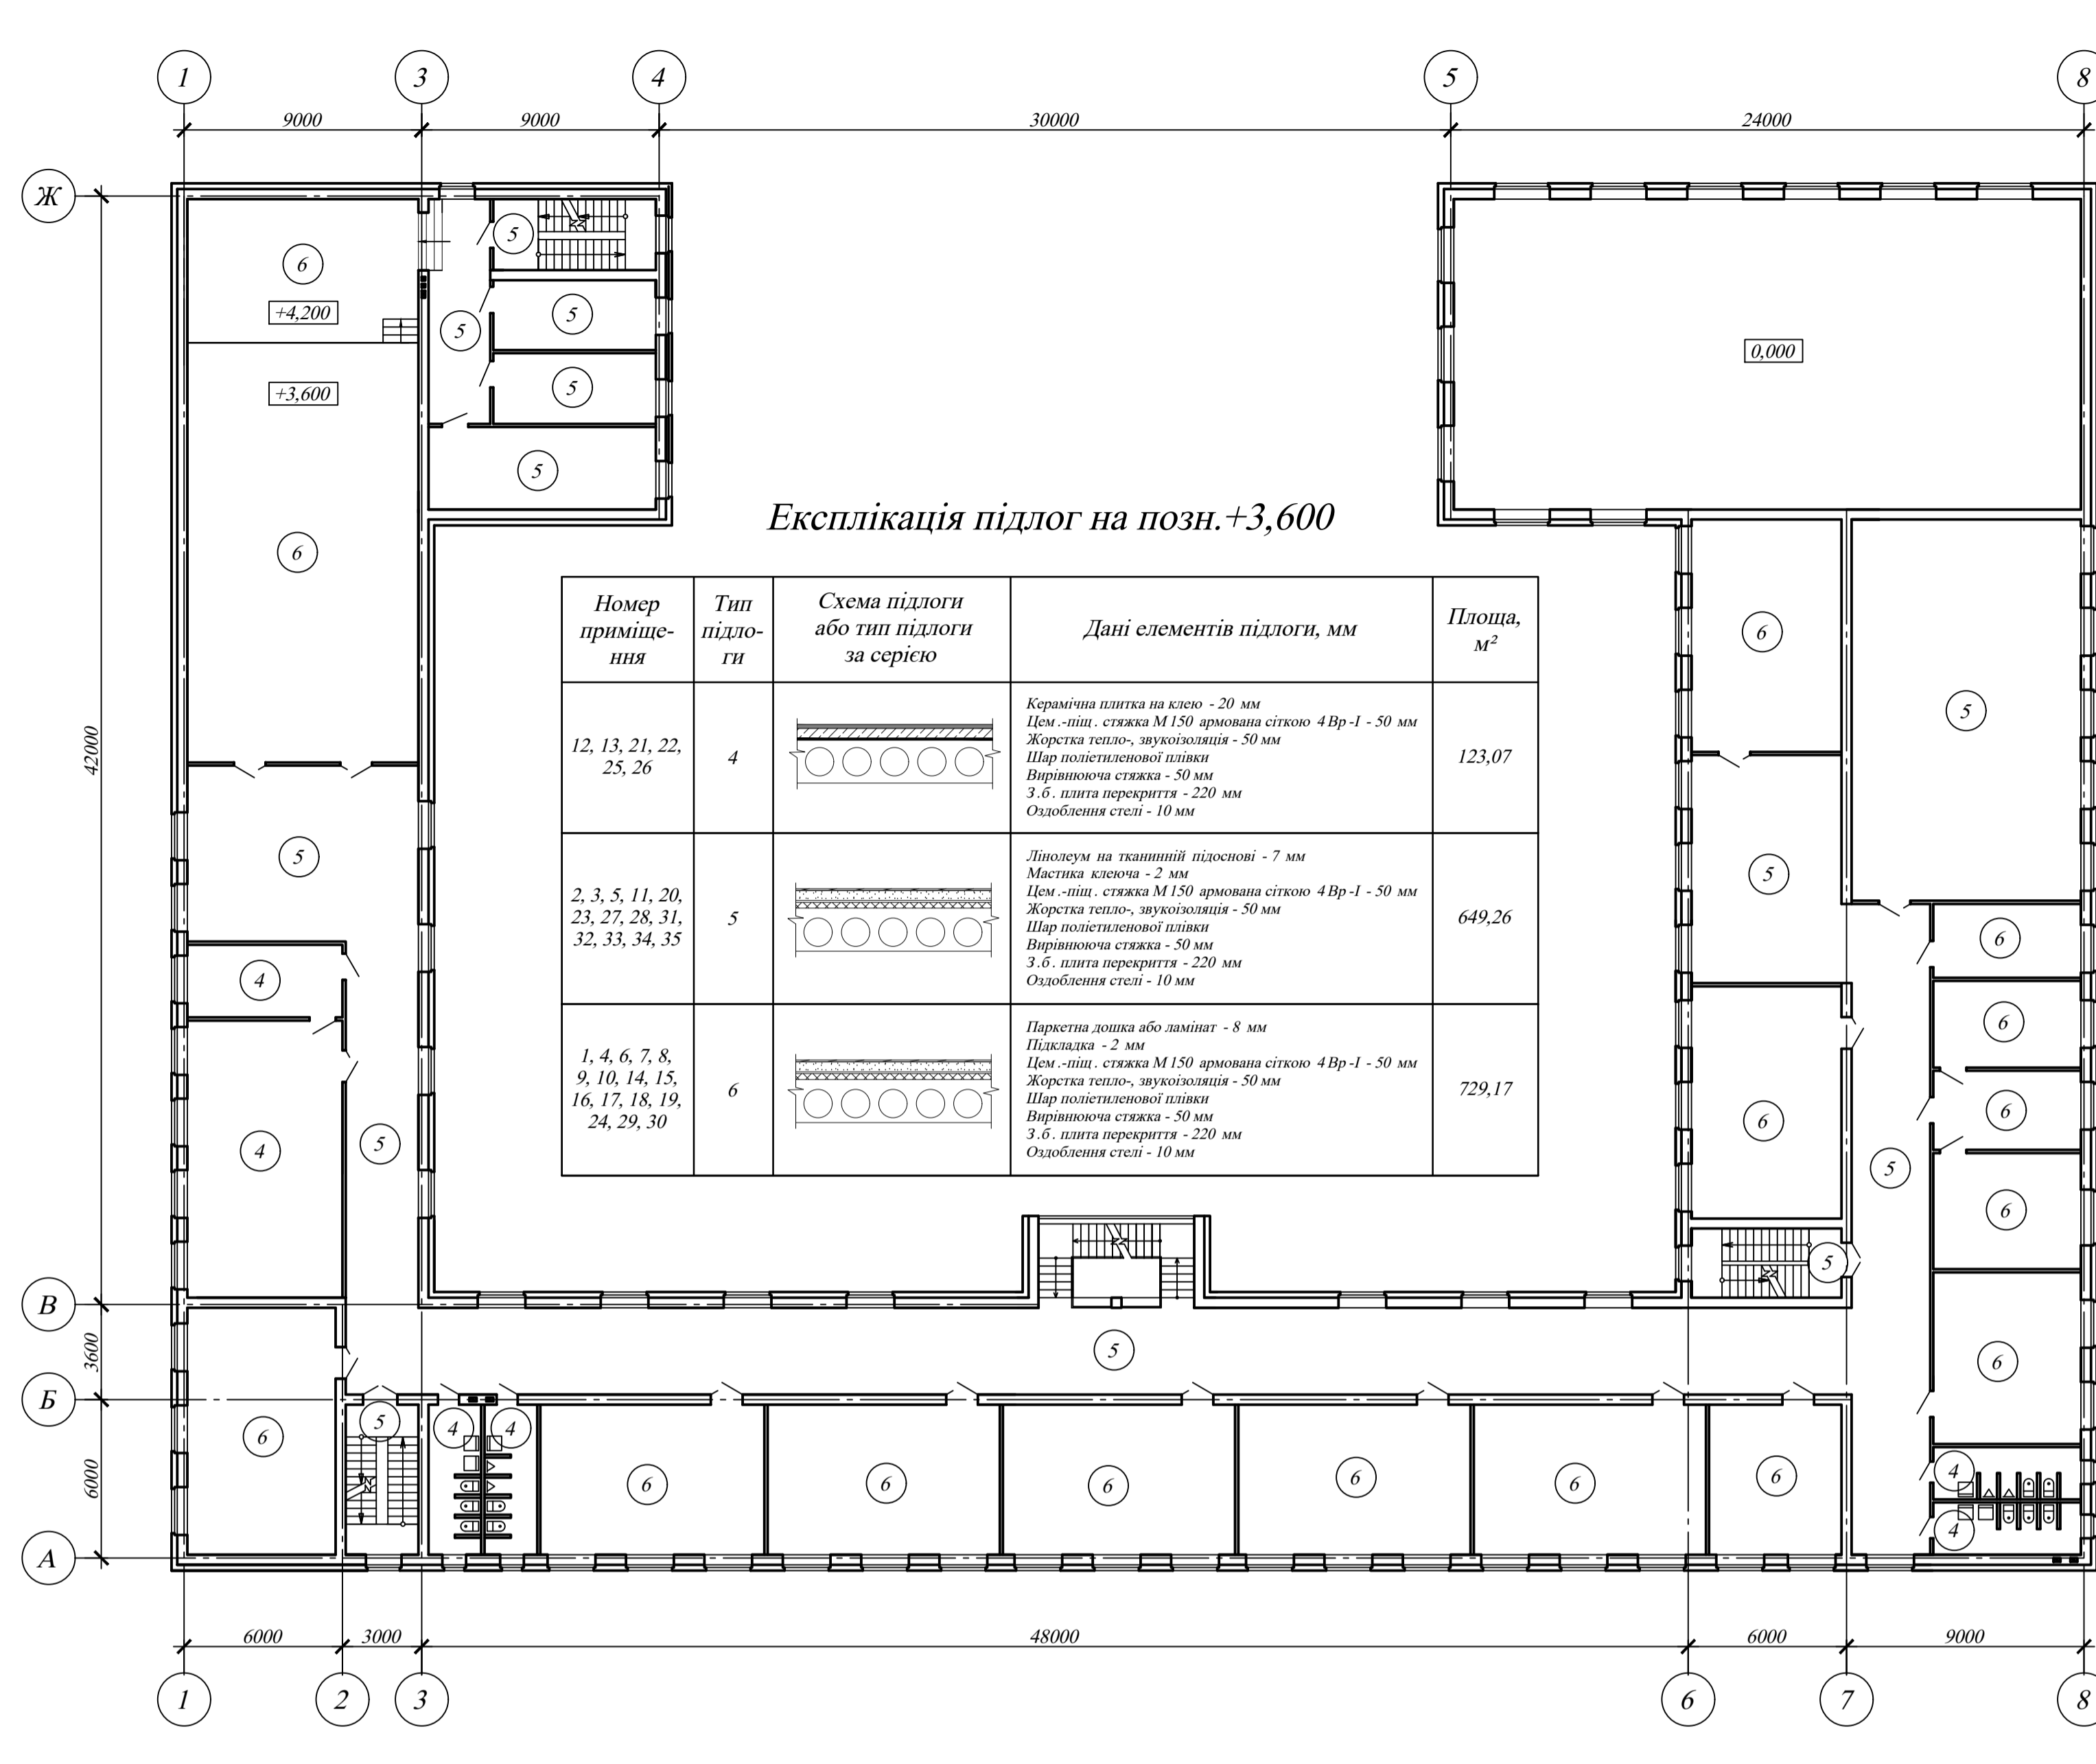 1 3 4 5 8
9000 9000 30000 24000
Ж
5
6
+4,200
5
5
0,000
+3,600
5
5
Експлікація підлог на позн.+3,600
6
Номер приміще-ння
Тип підло-ги
Схема підлоги
або тип підлоги
за серією
Дані елементів підлоги, мм
Площа,
м²
12, 13, 21, 22,
25, 26
4
Керамічна плитка на клею - 20 мм
Цем.-піщ. стяжка М150 армована сіткою 4Вр-І - 50 мм
Жорстка тепло-, звукоізоляція - 50 мм
Шар поліетиленової плівки
Вирівнююча стяжка - 50 мм
З.б. плита перекриття - 220 мм
Оздоблення стелі - 10 мм
123,07
2, 3, 5, 11, 20,
23, 27, 28, 31,
32, 33, 34, 35
5
Лінолеум на тканинній підоснові - 7 мм
Мастика клеюча - 2 мм
Цем.-піщ. стяжка М150 армована сіткою 4Вр-І - 50 мм
Жорстка тепло-, звукоізоляція - 50 мм
Шар поліетиленової плівки
Вирівнююча стяжка - 50 мм
З.б. плита перекриття - 220 мм
Оздоблення стелі - 10 мм
649,26
1, 4, 6, 7, 8,
9, 10, 14, 15,
16, 17, 18, 19,
24, 29, 30
6
Паркетна дошка або ламінат - 8 мм
Підкладка - 2 мм
Цем.-піщ. стяжка М150 армована сіткою 4Вр-І - 50 мм
Жорстка тепло-, звукоізоляція - 50 мм
Шар поліетиленової плівки
Вирівнююча стяжка - 50 мм
З.б. плита перекриття - 220 мм
Оздоблення стелі - 10 мм
729,17
6
5
42000
5
5
6
4
6
6
6
5
4
5
6
5
В
6
3600
5
Б
5
4 4
6
4
6 6 6 6 6 6
6000
4
А
6000 3000 48000 6000 9000
1 2 3 6 7 8